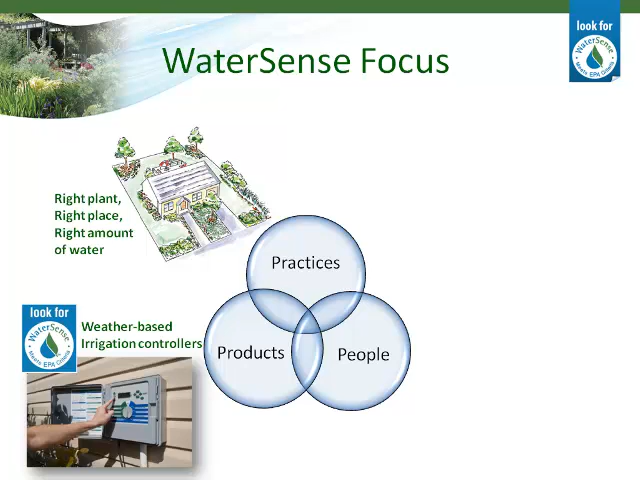 look for
WaterSense
Meets EPA Criteria
WaterSense Focus
Right plant,
Right place,
Right amount
of water
Practices
look for
WaterSense
Meets EPA Criteria
Weather-based
Irrigation controllers
Products
People